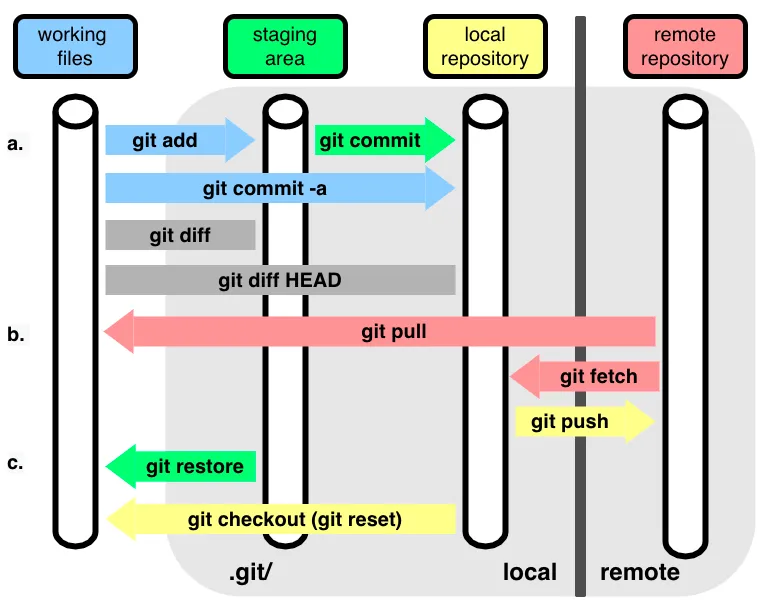 working
files
staging
area
local
repository
remote
repository
a.
git add
git commit
git commit -a
git diff
git diff HEAD
b.
git pull
git fetch
git push
c.
git restore
git checkout (git reset)
.git/
local
remote